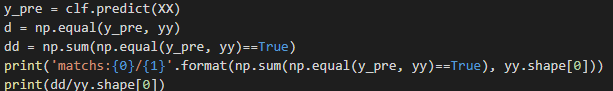 y_pre = clf.predict(XX)
d = np.equal(y_pre, yy)
dd = np.sum(np.equal(y_pre, yy)==True)
print('matchs:{0}/{1}'.format(np.sum(np.equal(y_pre, yy)==True), yy.shape[0]))
print(dd/yy.shape[0])